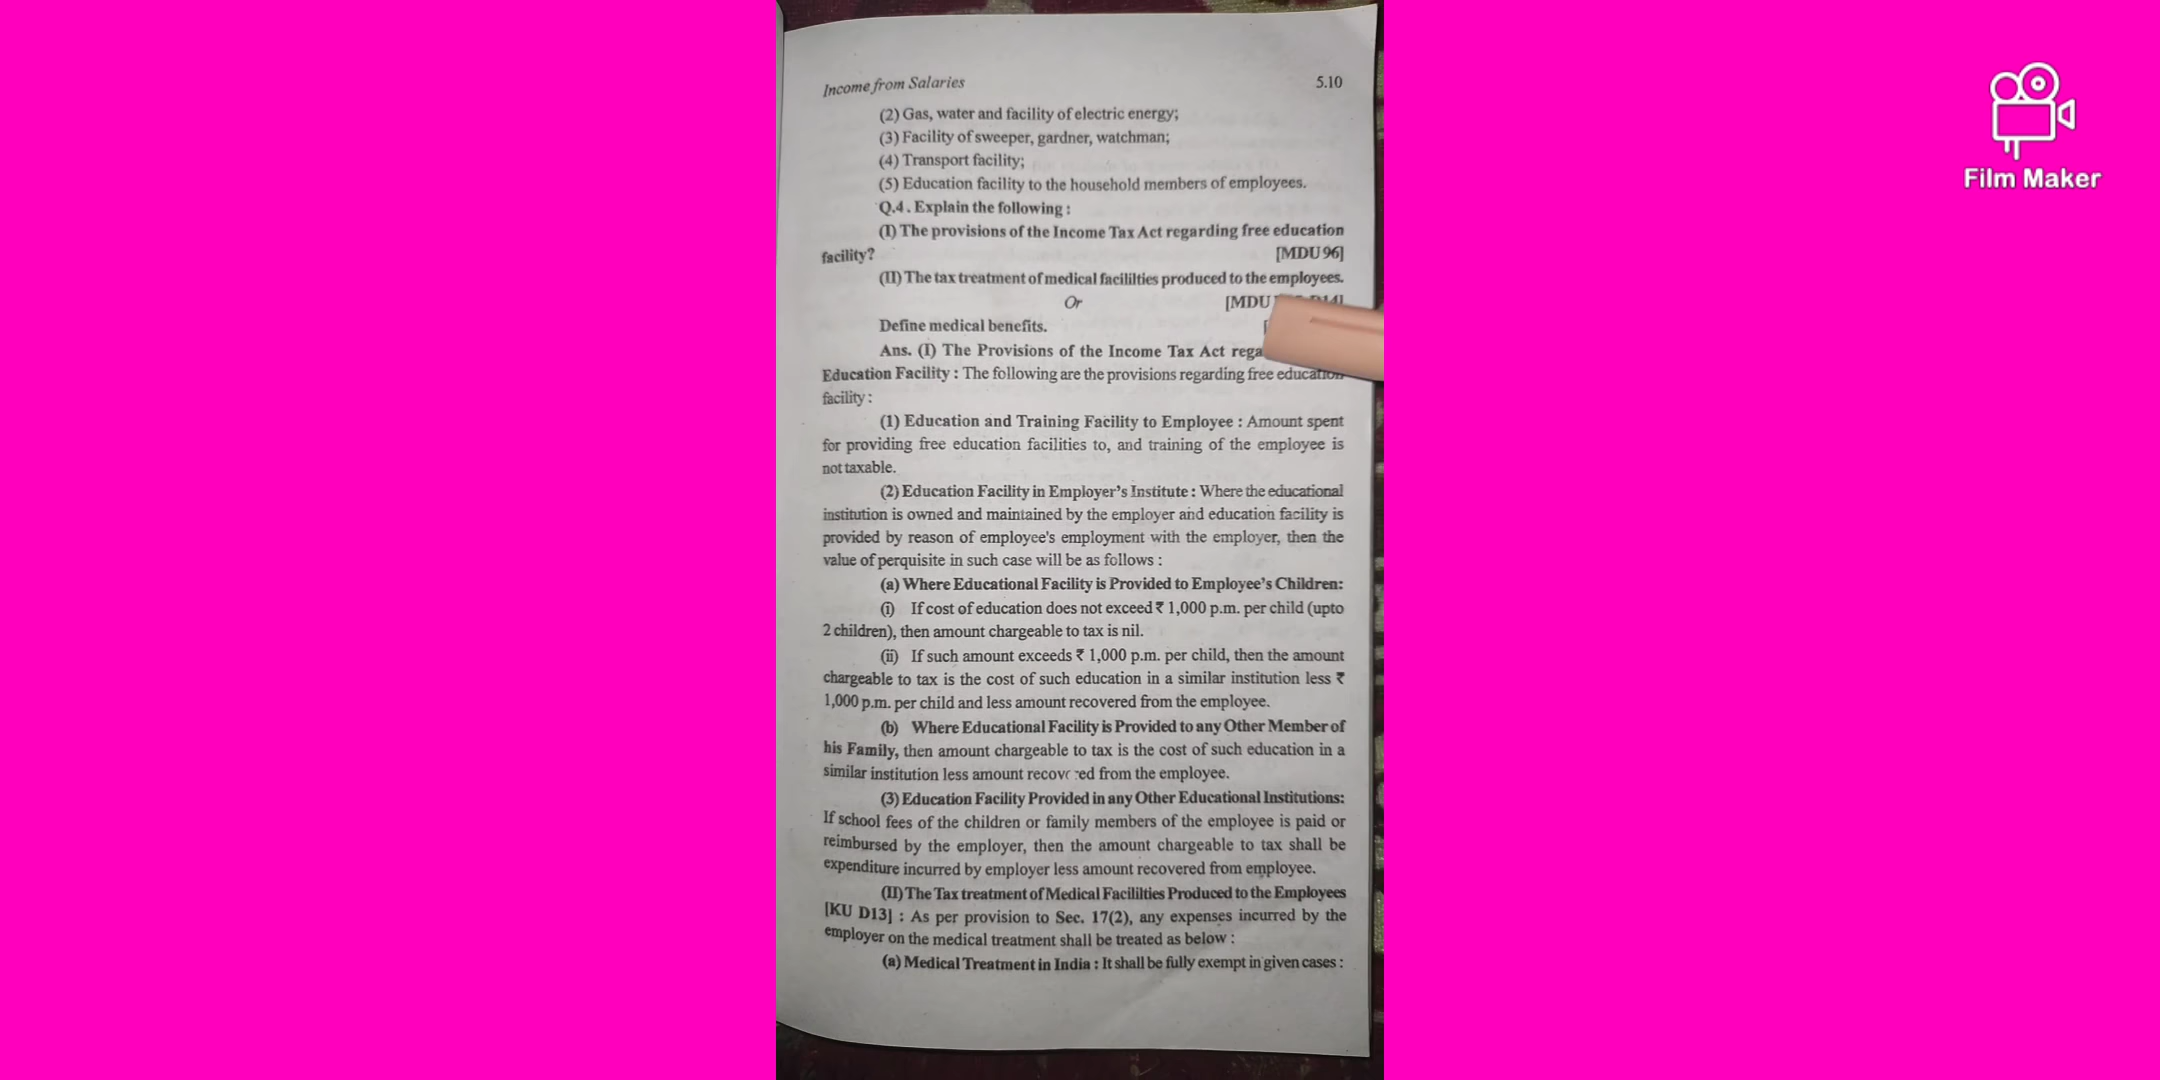 Income from Salaries 5.10
(2) Gas, water and facility of electric energy;
(3) Facility of sweeper, gardner, watchman;
(4) Transport facility;
(5) Education facility to the household members of employees.
Q.4. Explain the following :
(I) The provisions of the Income Tax Act regarding free education
facility? [MDU 96]
(II) The tax treatment of medical facililties produced to the employees.
Or [MDU
Define medical benefits. [
Ans. (I) The Provisions of the Income Tax Act
Education Facility : The following are the provisions regarding free education
facility :
(1) Education and Training Facility to Employee : Amount spent
for providing free education facilities to, and training of the employee is
not taxable.
(2) Education Facility in Employer's Institute : Where the educational
institution is owned and maintained by the employer and education facility is
provided by reason of employee's employment with the employer, then the
value of perquisite in such case will be as follows :
(a) Where Educational Facility is Provided to Employee's Children:
(i) If cost of education does not exceed ₹ 1,000 p.m. per child (upto
2 children), then amount chargeable to tax is nil.
(ii) If such amount exceeds ₹ 1,000 p.m. per child, then the amount
chargeable to tax is the cost of such education in a similar institution less ₹
1,000 p.m. per child and less amount recovered from the employee.
(b) Where Educational Facility is Provided to any Other Member of
his Family, then amount chargeable to tax is the cost of such education in a
similar institution less amount recovered from the employee.
(3) Education Facility Provided in any Other Educational Institutions:
If school fees of the children or family members of the employee is paid or
reimbursed by the employer, then the amount chargeable to tax shall be
expenditure incurred by employer less amount recovered from employee.
(II) The Tax treatment of Medical Facililties Produced to the Employees
[KU D13] : As per provision to Sec. 17(2), any expenses incurred by the
employer on the medical treatment shall be treated as below :
(a) Medical Treatment in India : It shall be fully exempt in given cases :
Film Maker